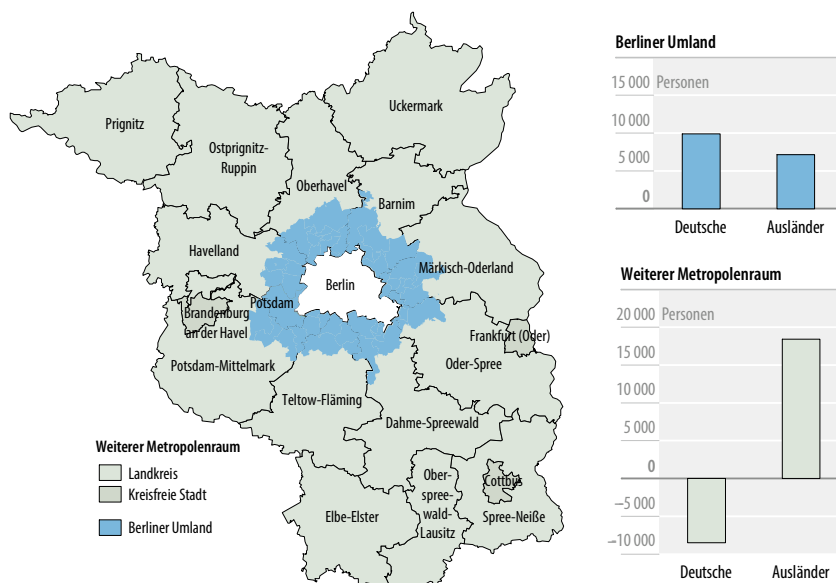 Uckermark
Prignitz
Ostprignitz-
Ruppin
Oberhavel
Barnim
Havelland
Märkisch-Oderland
Berlin
Potsdam
Brandenburg
an der Havel
Frankfurt (Oder)
Potsdam-Mittelmark
Oder-Spree
Teltow-Fläming
Dahme-Spreewald
Ober-
spree-
wald-
Lausitz
Cottbus
Spree-Neiße
Elbe-Elster
Weiterer Metropolenraum
Landkreis
Kreisfreie Stadt
Berliner Umland
Berliner Umland
15 000 Personen
10 000
5 000
0
Deutsche Ausländer
Weiterer Metropolenraum
20 000 Personen
15 000
10 000
5 000
0
–5 000
–10 000
Deutsche Ausländer